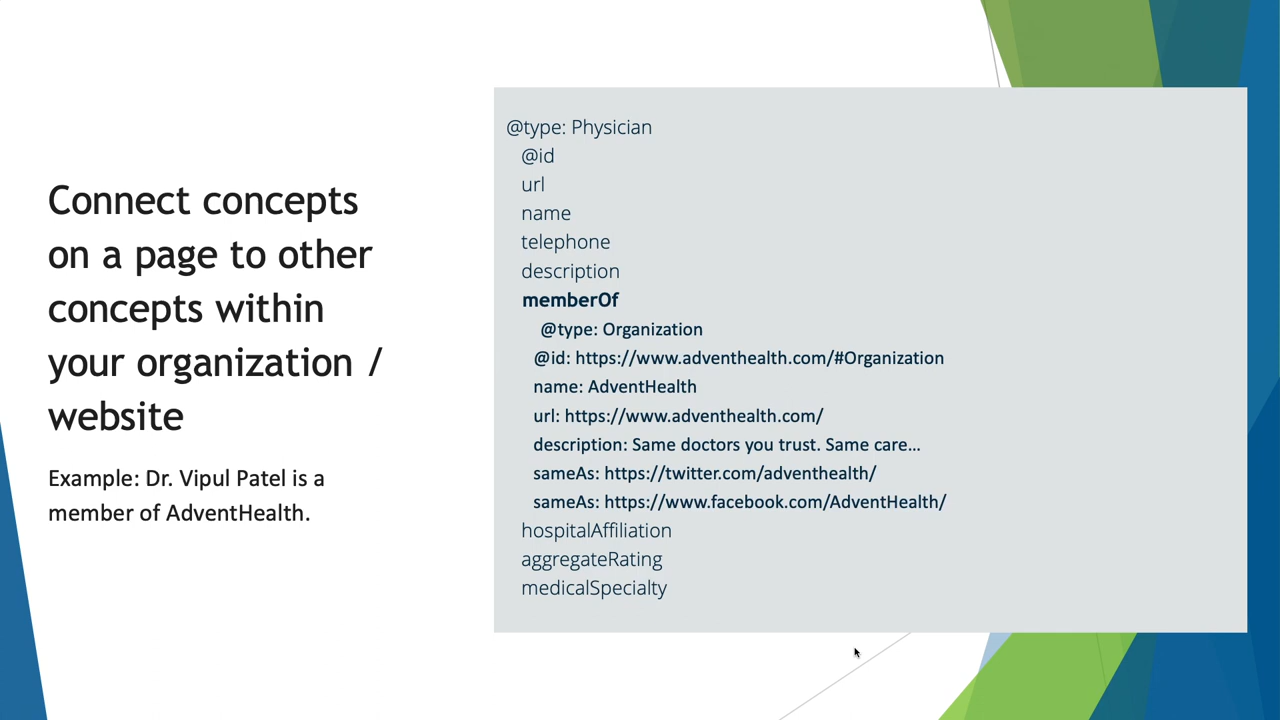 Connect concepts
on a page to other
concepts within
your organization /
website
Example: Dr. Vipul Patel is a
member of AdventHealth.
@type: Physician
@id
url
name
telephone
description
memberOf
@type: Organization
@id: https://www.adventhealth.com/#Organization
name: AdventHealth
url: https://www.adventhealth.com/
description: Same doctors you trust. Same care…
sameAs: https://twitter.com/adventhealth/
sameAs: https://www.facebook.com/AdventHealth/
hospitalAffiliation
aggregateRating
medicalSpecialty